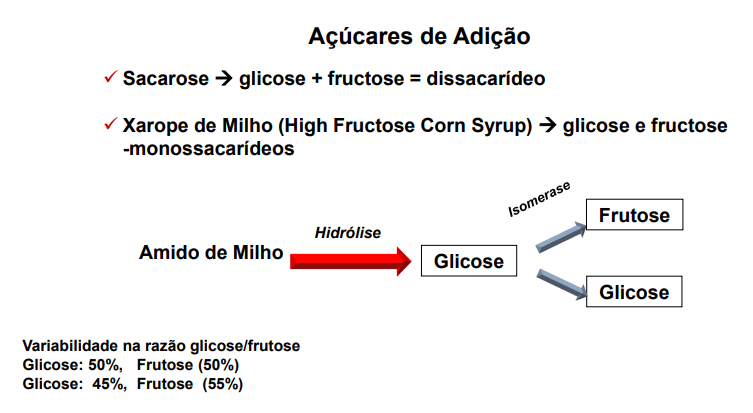 Açúcares de Adição
✓ Sacarose → glicose + fructose = dissacarídeo
✓ Xarope de Milho (High Fructose Corn Syrup) → glicose e fructose
-monossacarídeos
Isomerase
Frutose
Hidrólise
Amido de Milho
Glicose
Glicose
Variabilidade na razão glicose/frutose
Glicose: 50%, Frutose (50%)
Glicose: 45%, Frutose (55%)